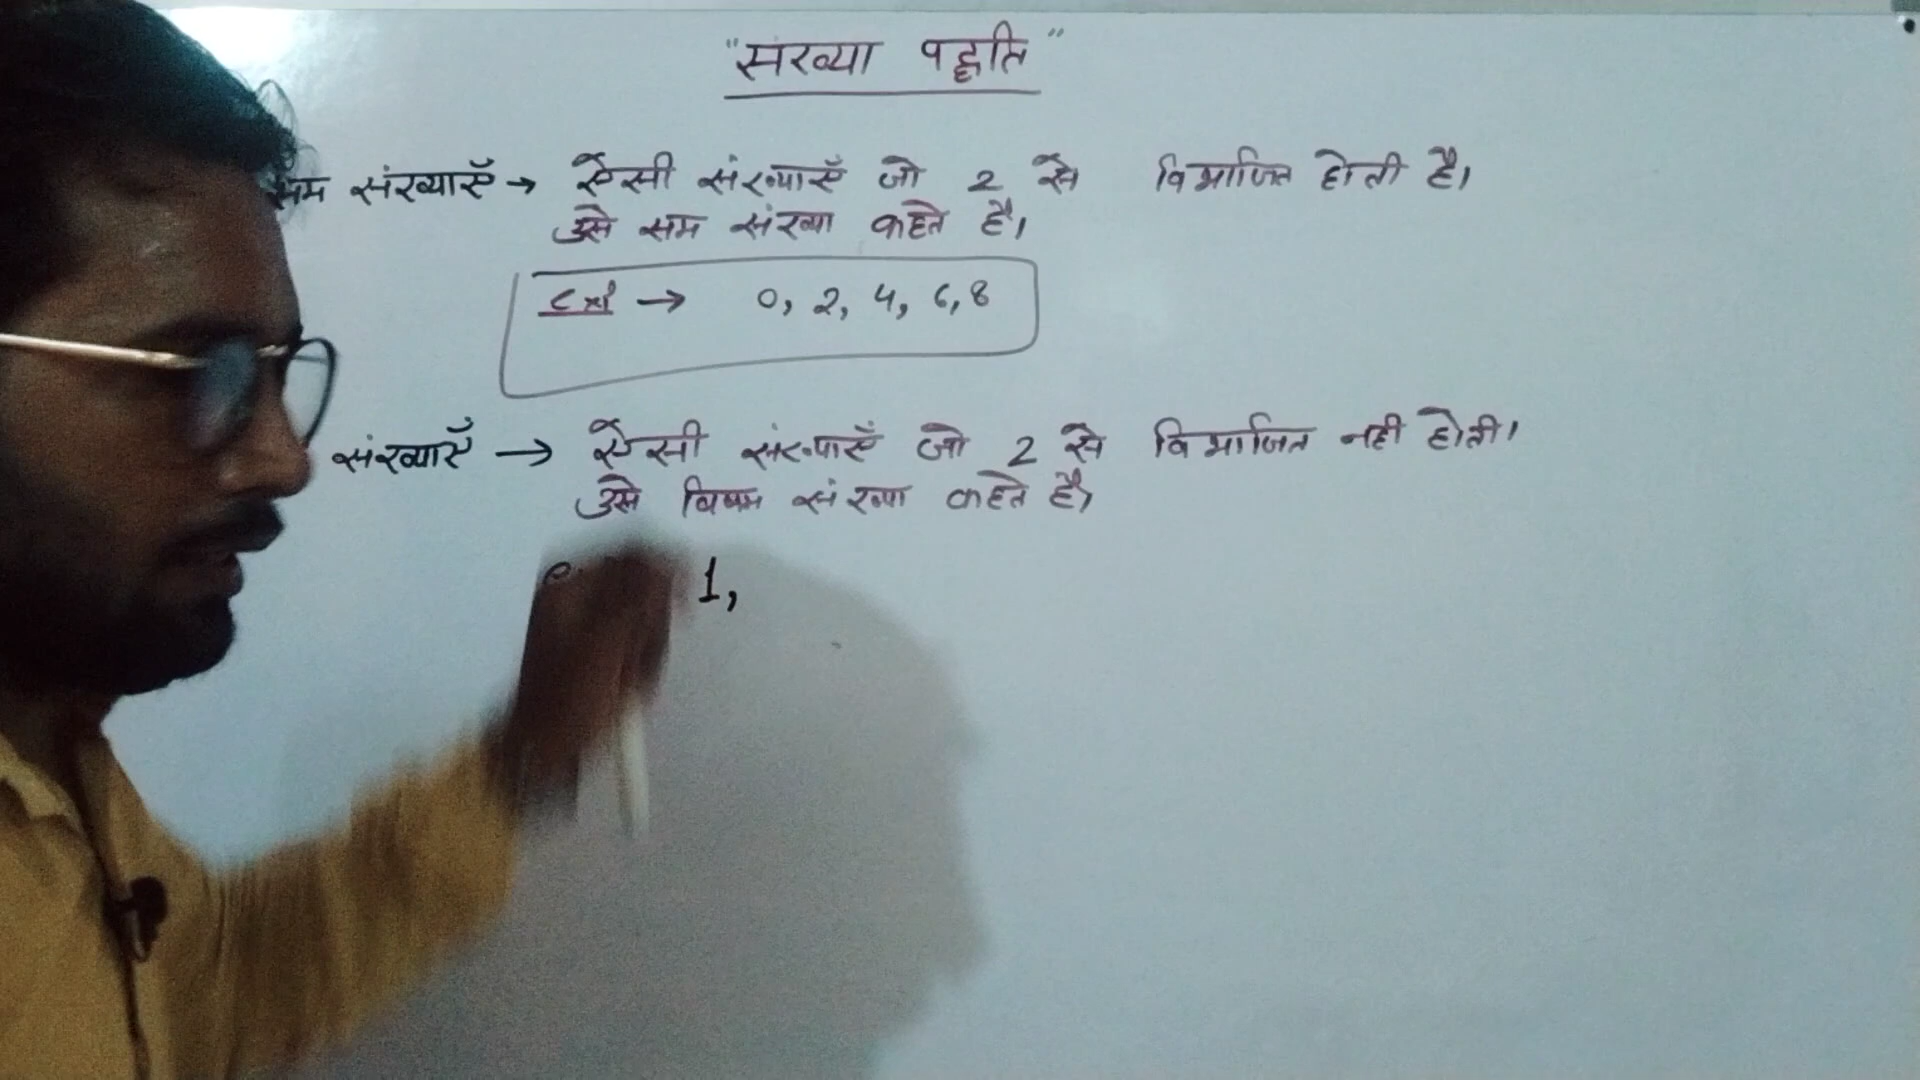 "संख्या पद्धति"
सम संख्याएँ → ऐसी संख्याएँ जो 2 से विभाजित होती है।
उसे सम संख्या कहते है।
→ 0, 2, 4, 6, 8
संख्याएँ → ऐसी संख्याएँ जो 2 से विभाजित नही होती।
उसे विषम संख्या कहते है।
1,